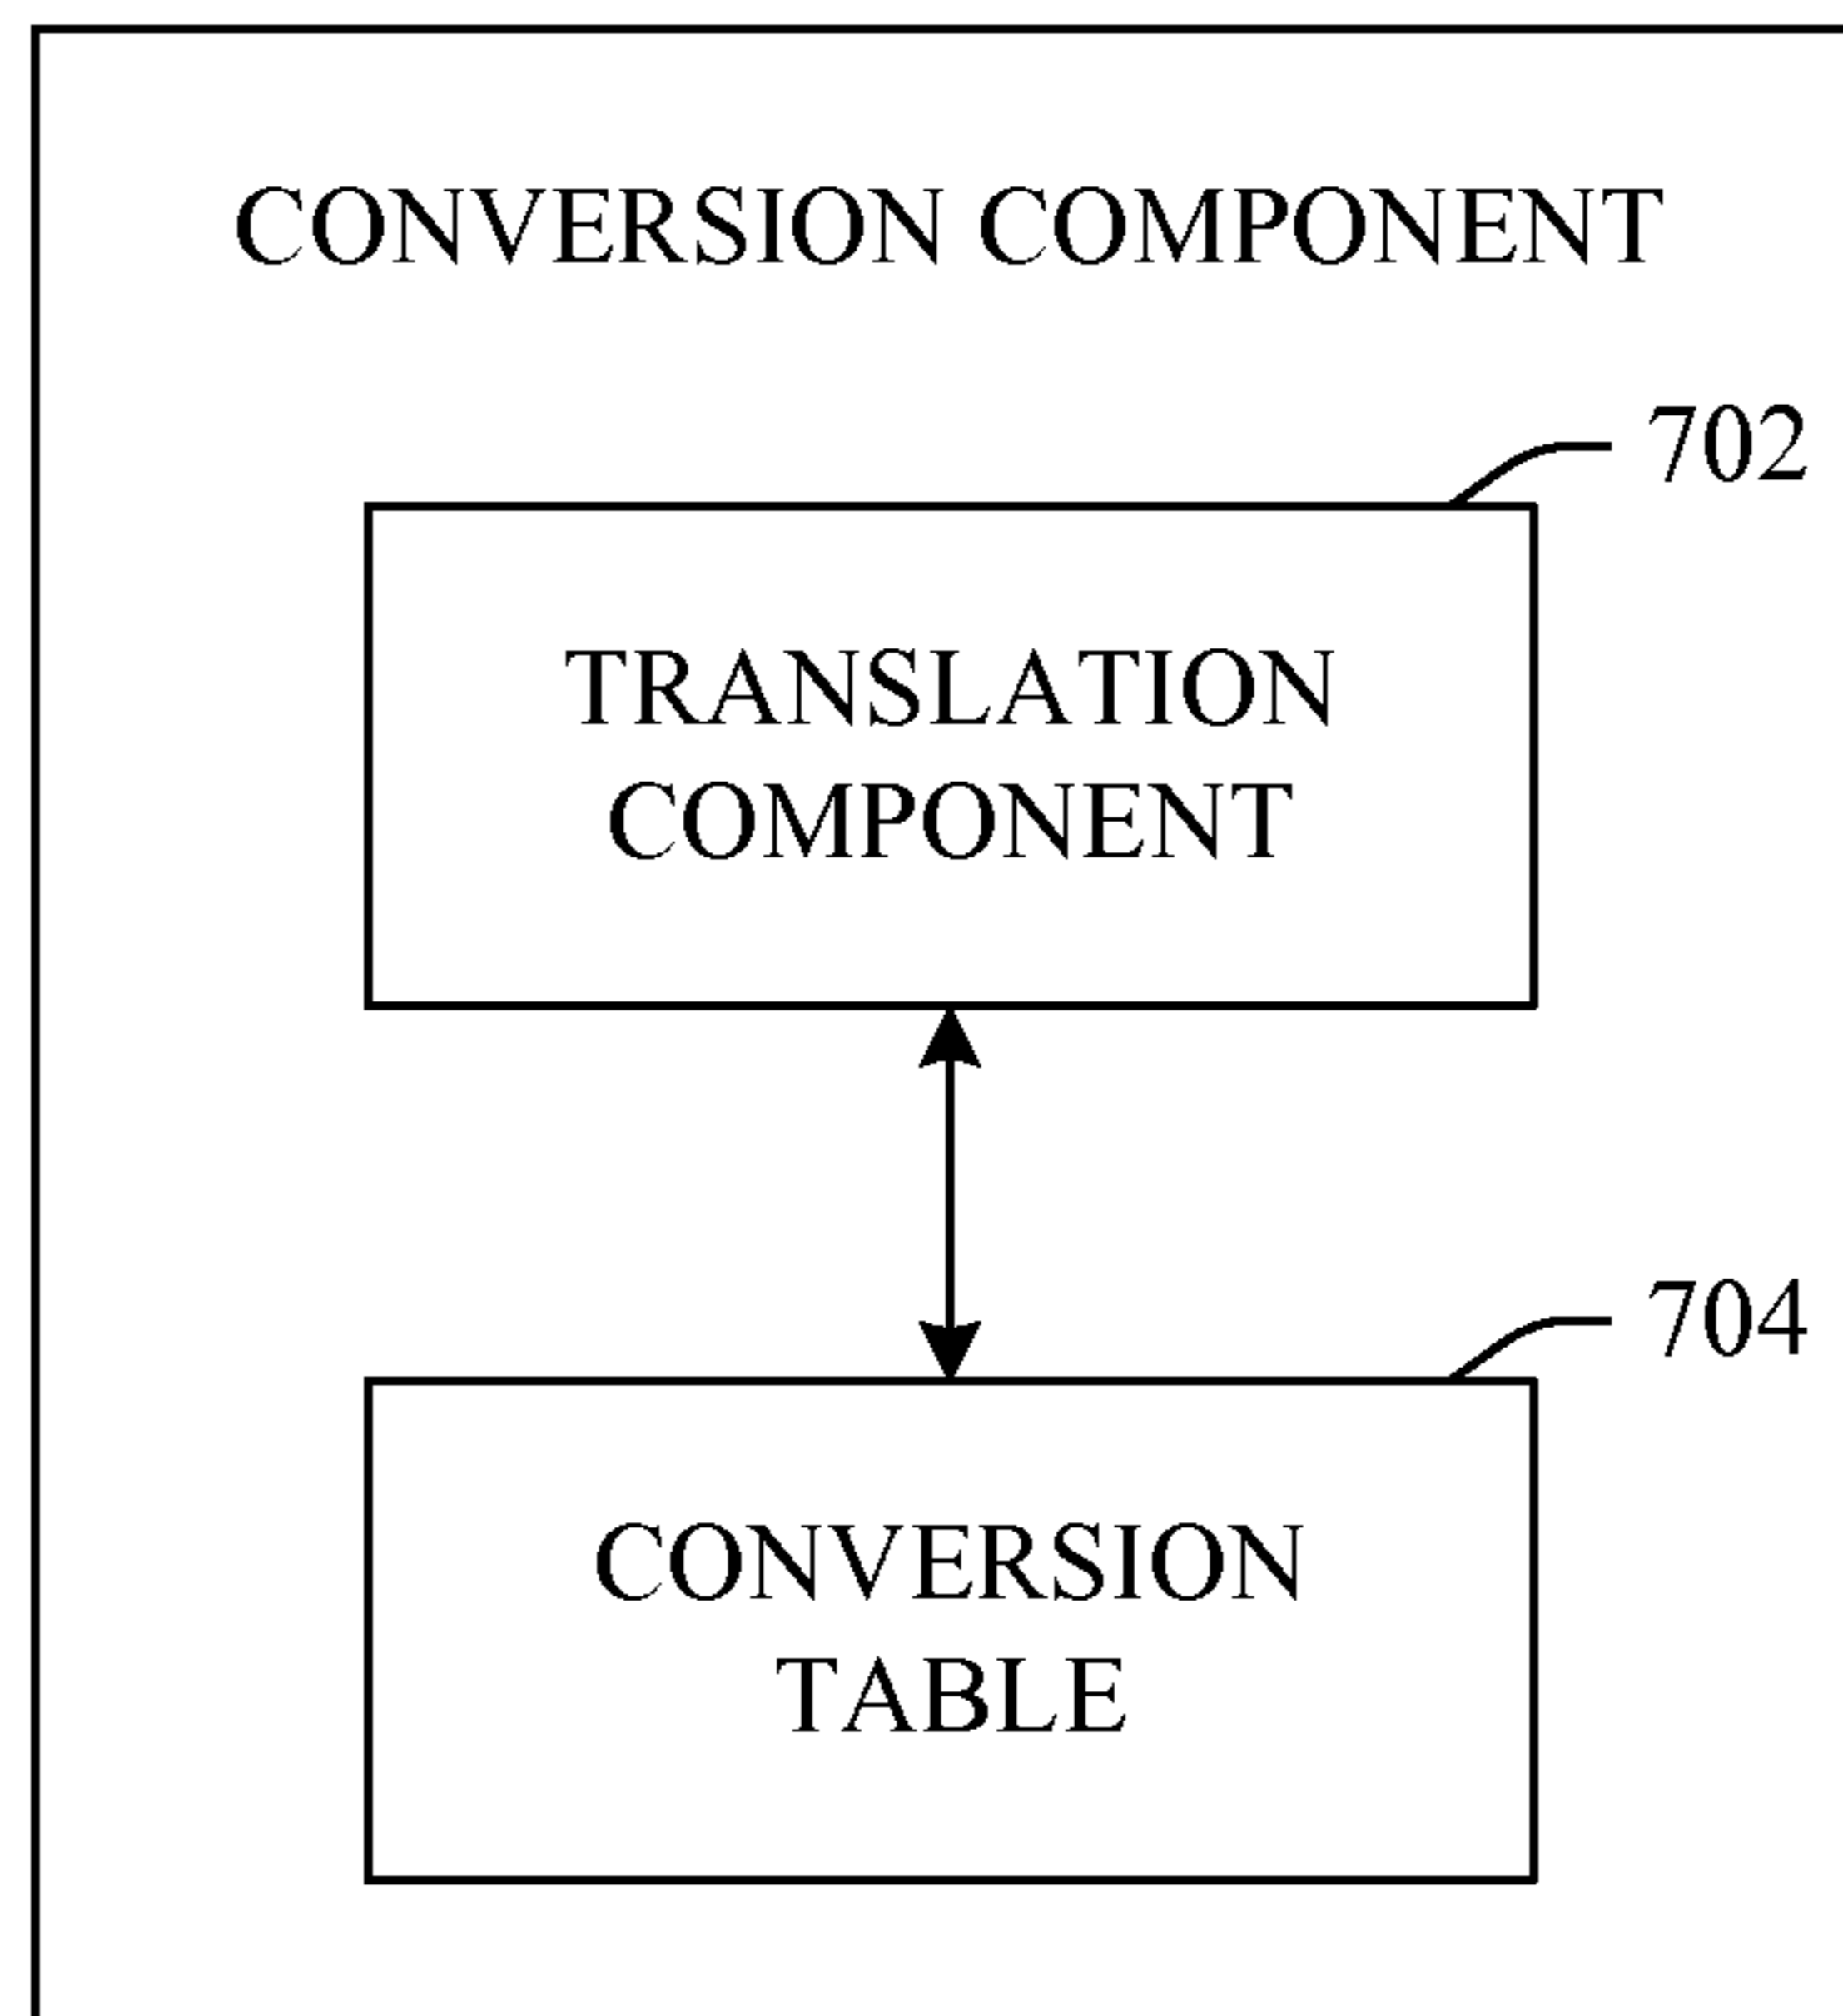 CONVERSION COMPONENT
702
TRANSLATION
COMPONENT
704
CONVERSION
TABLE